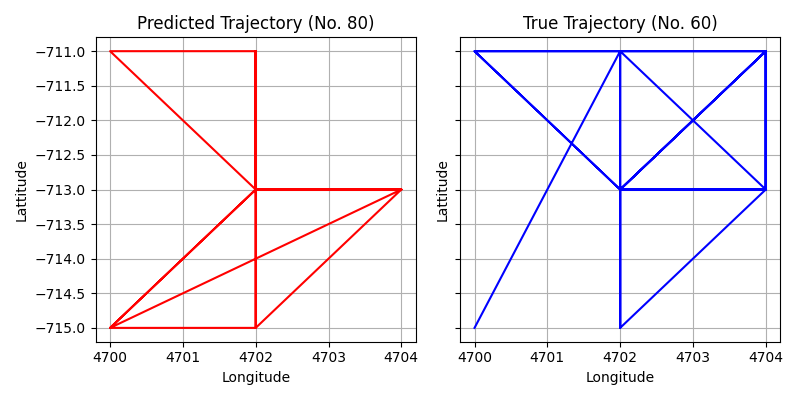 Predicted Trajectory (No. 80)
True Trajectory (No. 60)
Lattitude
−711.0
−711.5
−712.0
−712.5
−713.0
−713.5
−714.0
−714.5
−715.0
4700 4701 4702 4703 4704
Longitude
Lattitude
4700 4701 4702 4703 4704
Longitude